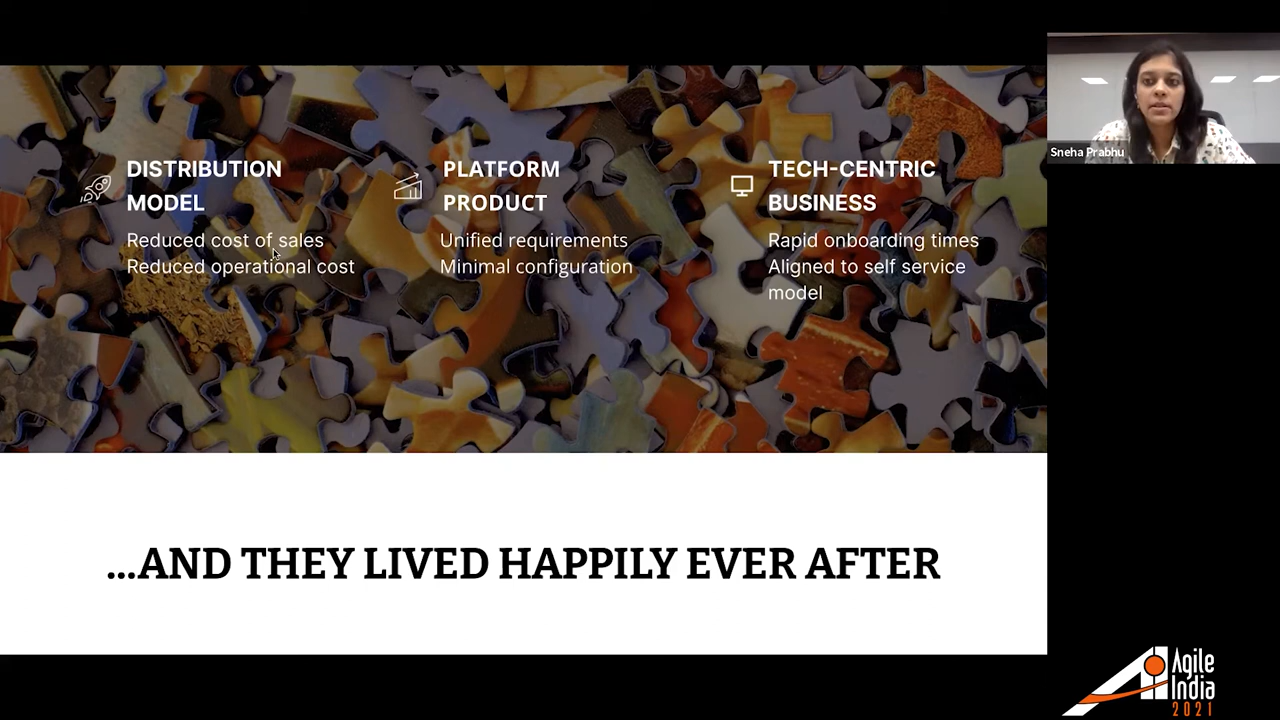 DISTRIBUTION
MODEL
Reduced cost of sales
Reduced operational cost
PLATFORM
PRODUCT
Unified requirements
Minimal configuration
TECH-CENTRIC
BUSINESS
Rapid onboarding times
Aligned to self service
model
...AND THEY LIVED HAPPILY EVER AFTER
Sneha Prabhu
Agile
India
2021